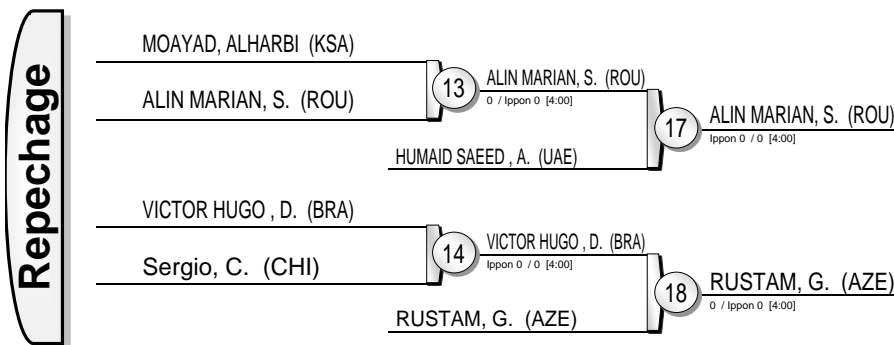 Repechage
MOAYAD, ALHARBI (KSA)
ALIN MARIAN, S. (ROU)
13
ALIN MARIAN, S. (ROU)
0 / Ippon 0 [4:00]
HUMAID SAEED , A. (UAE)
17
ALIN MARIAN, S. (ROU)
Ippon 0 / 0 [4:00]
VICTOR HUGO , D. (BRA)
Sergio, C. (CHI)
14
VICTOR HUGO , D. (BRA)
Ippon 0 / 0 [4:00]
RUSTAM, G. (AZE)
18
RUSTAM, G. (AZE)
0 / Ippon 0 [4:00]